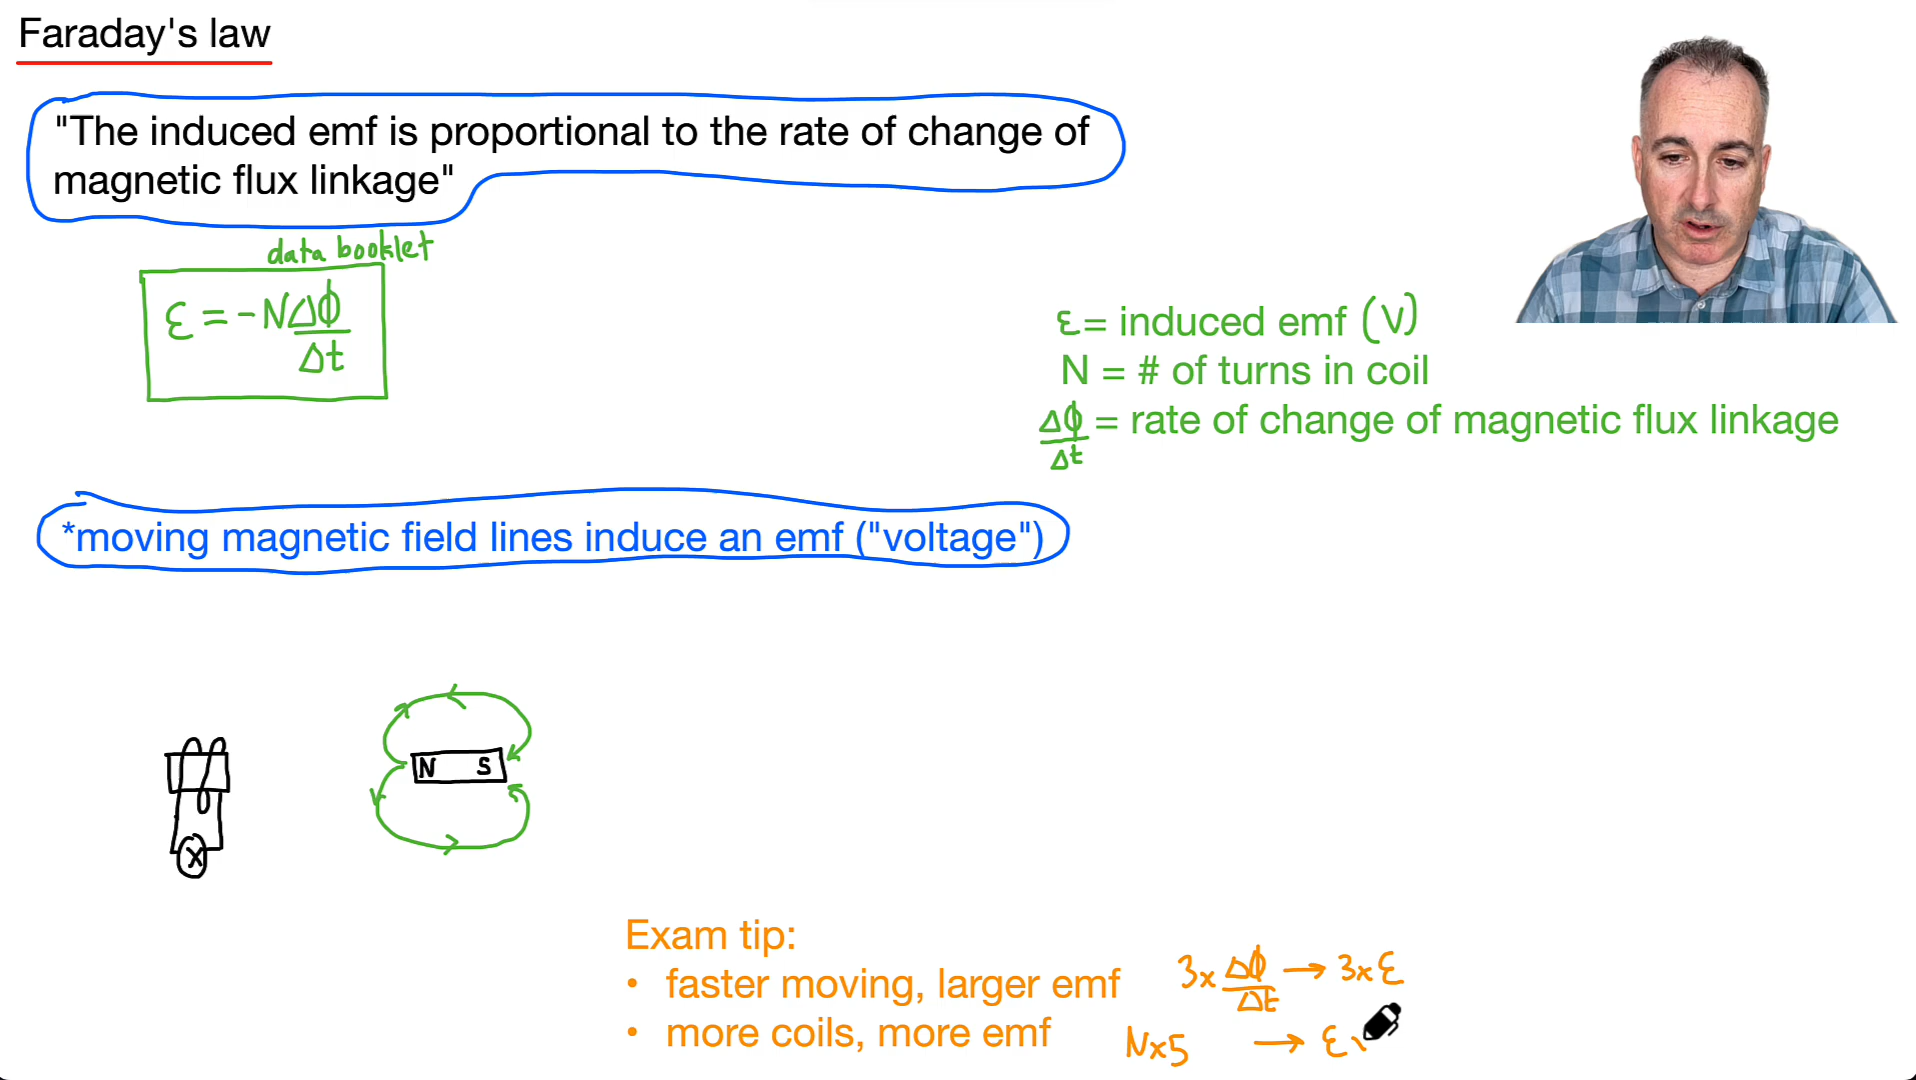 Faraday's law
"The induced emf is proportional to the rate of change of
magnetic flux linkage"
data booklet
ε = -NΔϕ
Δt
ε = induced emf (V)
N = # of turns in coil
Δϕ = rate of change of magnetic flux linkage
Δt
*moving magnetic field lines induce an emf ("voltage")
N S
X
Exam tip:
• faster moving, larger emf 3x Δϕ → 3x ε
Δt
• more coils, more emf Nx5 → ε